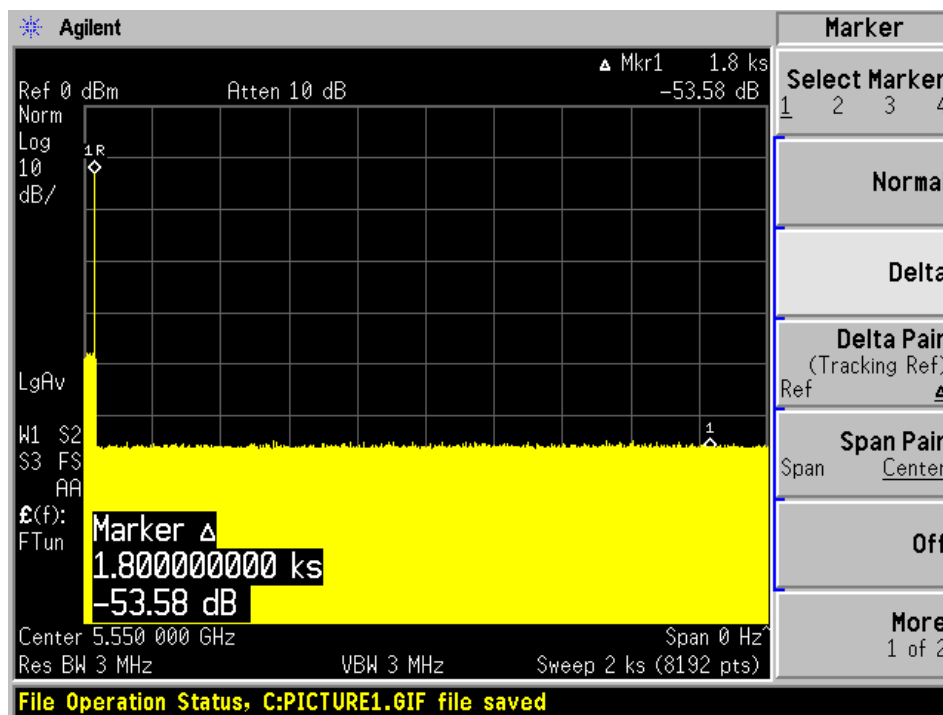 Agilent
Marker
Δ Mkr1 1.8 ks
Ref 0 dBm Atten 10 dB -53.58 dB
Norm
Log
10
dB/
1R
LgAv
1
W1 S2
S3 FS
AA
£(f):
FTun
Marker Δ
1.800000000 ks
-53.58 dB
Center 5.550 000 GHz Span 0 Hz^
Res BW 3 MHz VBW 3 MHz Sweep 2 ks (8192 pts)
File Operation Status, C:PICTURE1.GIF file saved
Select Marker
1 2 3 4
Norma
Delta
Delta Pair
(Tracking Ref)
Ref Δ
Span Pair
Span Center
Off
More
1 of 2